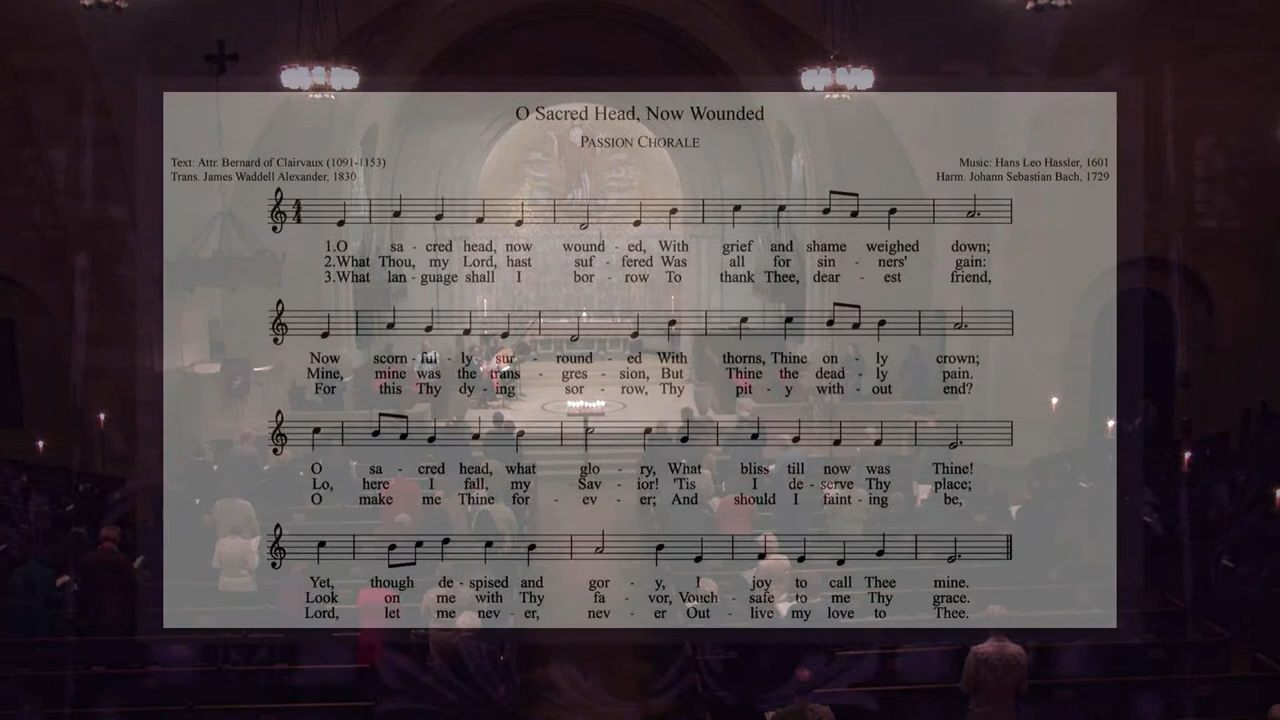 O Sacred Head, Now Wounded
PASSION CHORALE
Text: Attr. Bernard of Clairvaux (1091-1153)
Trans. James Waddell Alexander, 1830
Music: Hans Leo Hassler, 1601
Harm. Johann Sebastian Bach, 1729
1.O sa - cred head, now wound - ed, With grief and shame weighed down;
2.What Thou, my Lord, hast suf - fered Was all for sin - ners' gain:
3.What lan - guage shall I bor - row To thank Thee, dear - est friend,
Now scorn - ful - ly sur - round - ed With thorns, Thine on - ly crown;
Mine, mine was the trans - gres - sion, But Thine the dead - ly pain.
For this Thy dy - ing sor - row, Thy pit - y with - out end?
O sa - cred head, what glo - ry, What bliss till now was Thine!
Lo, here I fall, my Sav - ior! 'Tis I de - serve Thy place;
O make me Thine for - ev - er; And should I faint - ing be,
Yet, though de - spised and gor - y, I joy to call Thee mine.
Look on me with Thy fa - vor, Vouch - safe to me Thy grace.
Lord, let me nev - er, nev - er Out - live my love to Thee.